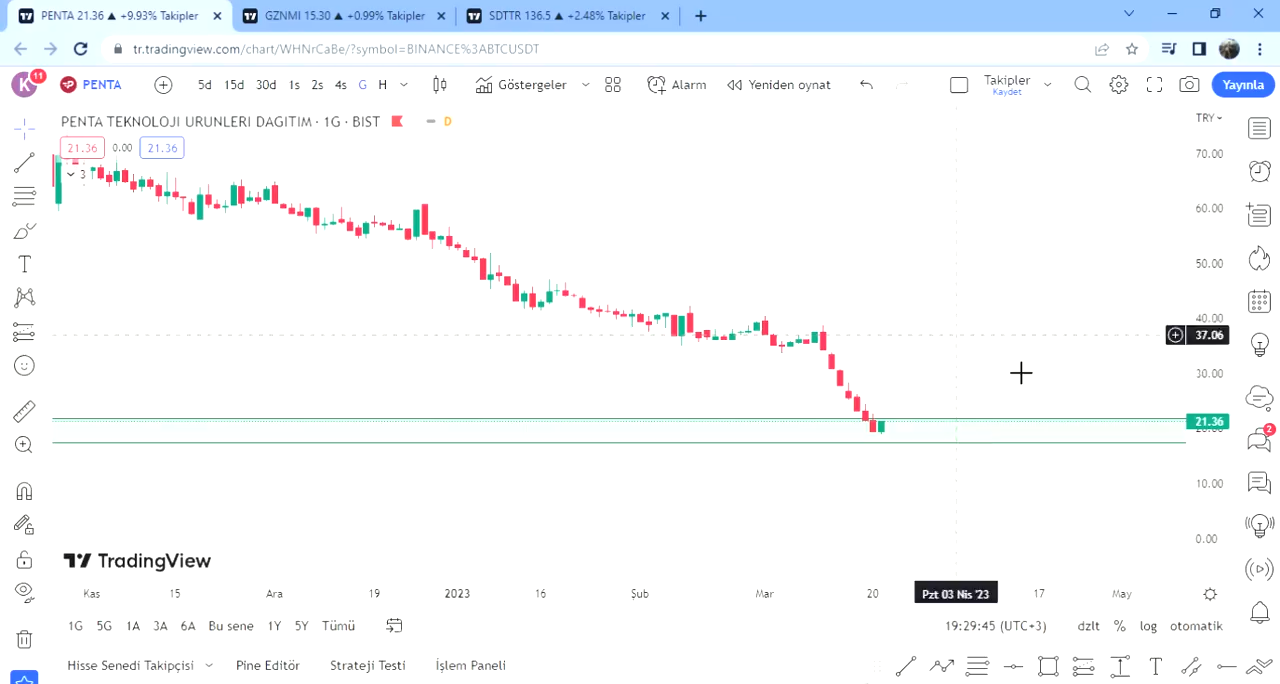 PENTA 21.36 ▲ +9.93% Takipler
GZNMI 15.30 ▲ +0.99% Takipler
SDTTR 136.5 ▲ +2.48% Takipler
tr.tradingview.com/chart/WHNrCaBe/?symbol=BINANCE%3ABTCUSDT
K 11
PENTA
5d 15d 30d 1s 2s 4s G H
Göstergeler
Alarm
Yeniden oynat
Takipler
Kaydet
Yayınla
PENTA TEKNOLOJI URUNLERI DAGITIM · 1G · BIST
D
TRY
21.36 0.00 21.36
3
70.00
60.00
50.00
40.00
37.06
30.00
21.36
20.00
10.00
0.00
2
TradingView
Kas 15 Ara 19 2023 16 Şub Mar 20 Pzt 03 Nis '23 17 May
1G 5G 1A 3A 6A Bu sene 1Y 5Y Tümü
19:29:45 (UTC+3)
dzlt % log otomatik
Hisse Senedi Takipçisi
Pine Editör
Strateji Testi
İşlem Paneli
T